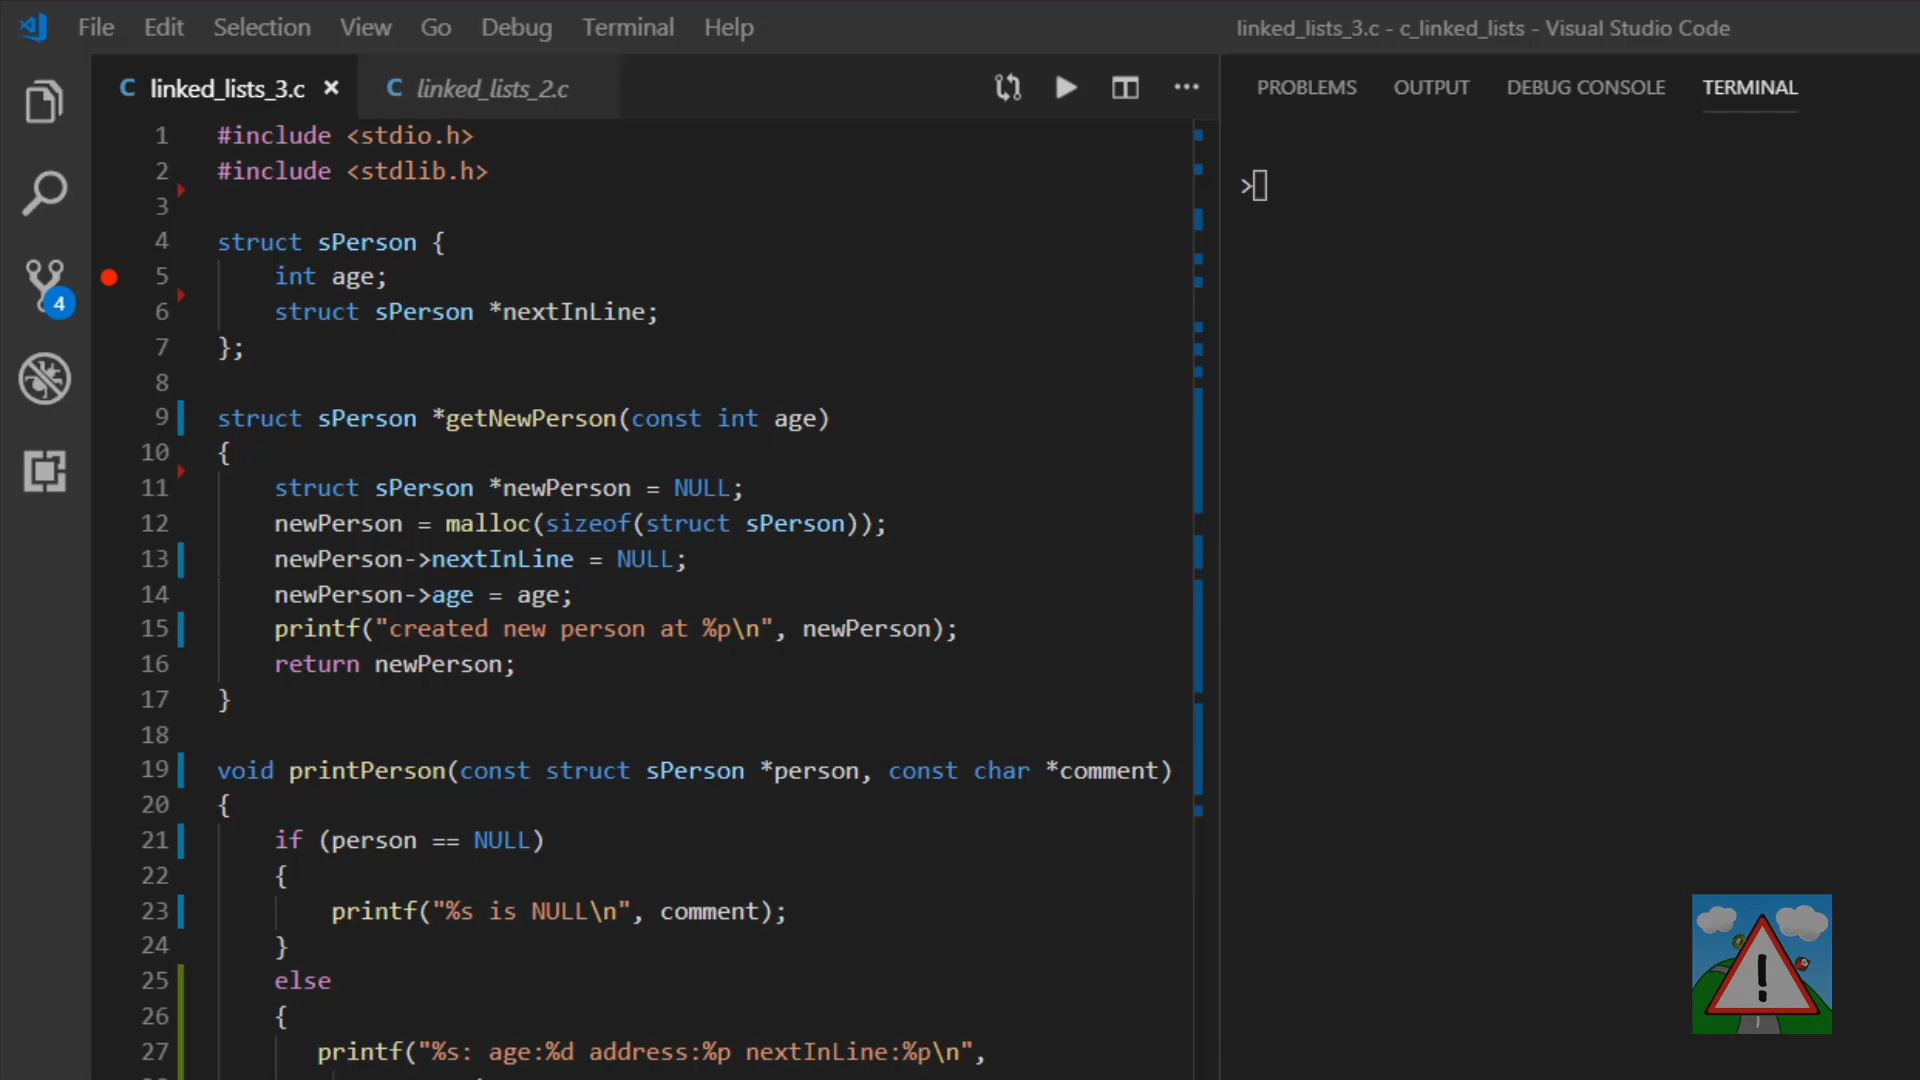 File Edit Selection View Go Debug Terminal Help
linked_lists_3.c - c_linked_lists - Visual Studio Code
C linked_lists_3.c × C linked_lists_2.c
PROBLEMS OUTPUT DEBUG CONSOLE TERMINAL
>
4
1 #include <stdio.h>
2 #include <stdlib.h>
3
4 struct sPerson {
5 int age;
6 struct sPerson *nextInLine;
7 };
8
9 struct sPerson *getNewPerson(const int age)
10 {
11 struct sPerson *newPerson = NULL;
12 newPerson = malloc(sizeof(struct sPerson));
13 newPerson->nextInLine = NULL;
14 newPerson->age = age;
15 printf("created new person at %p\n", newPerson);
16 return newPerson;
17 }
18
19 void printPerson(const struct sPerson *person, const char *comment)
20 {
21 if (person == NULL)
22 {
23 printf("%s is NULL\n", comment);
24 }
25 else
26 {
27 printf("%s: age:%d address:%p nextInLine:%p\n",
!